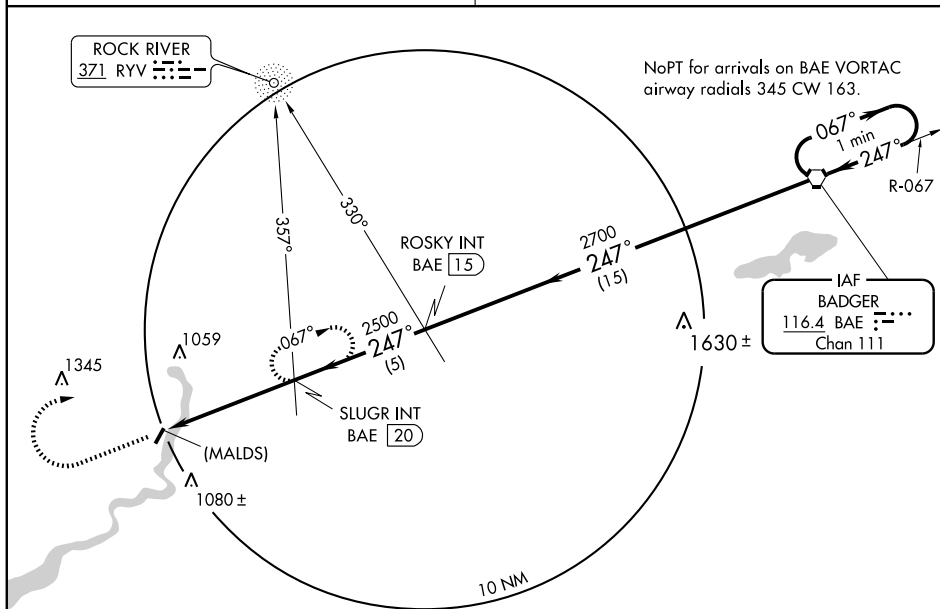 ROCK RIVER
371 RYV
NoPT for arrivals on BAE VORTAC
airway radials 345 CW 163.
067°
1 min
247°
R-067
357°
330°
ROSKY INT
BAE 15
2700
247°
(15)
IAF
BADGER
116.4 BAE
Chan 111
1630 ±
067°
2500
247°
(5)
1059
1345
SLUGR INT
BAE 20
(MALDS)
1080 ±
10 NM